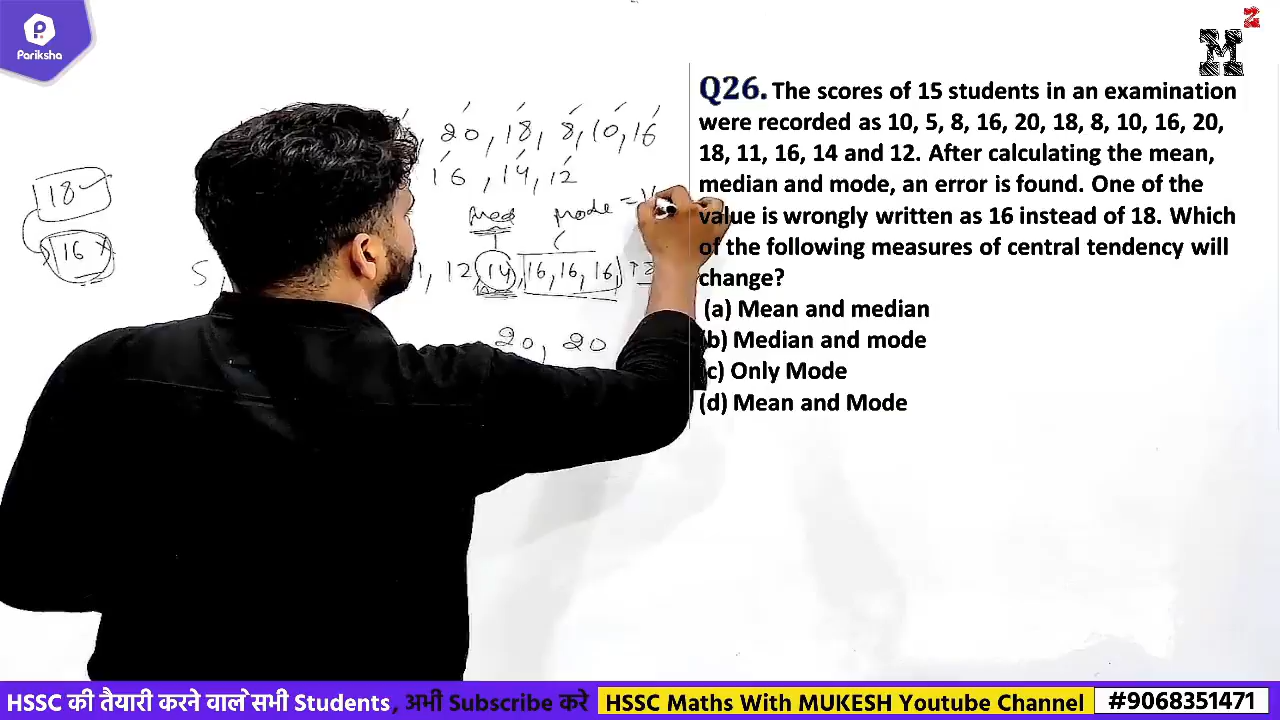 Pariksha
M²
20, 18, 8, 10, 16
16, 14, 12
18
16 ×
mode =
5,
, 12 14, 16, 16, 16, 18
20, 20
Q26. The scores of 15 students in an examination
were recorded as 10, 5, 8, 16, 20, 18, 8, 10, 16, 20,
18, 11, 16, 14 and 12. After calculating the mean,
median and mode, an error is found. One of the
value is wrongly written as 16 instead of 18. Which
of the following measures of central tendency will
change?
(a) Mean and median
(b) Median and mode
(c) Only Mode
(d) Mean and Mode
HSSC की तैयारी करने वाले सभी Students, अभी Subscribe करे HSSC Maths With MUKESH Youtube Channel #9068351471